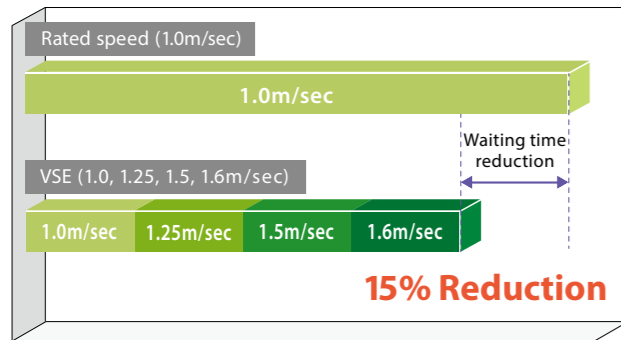 Rated speed (1.0m/sec)
1.0m/sec
Waiting time
reduction
VSE (1.0, 1.25, 1.5, 1.6m/sec)
1.0m/sec 1.25m/sec 1.5m/sec 1.6m/sec
15% Reduction